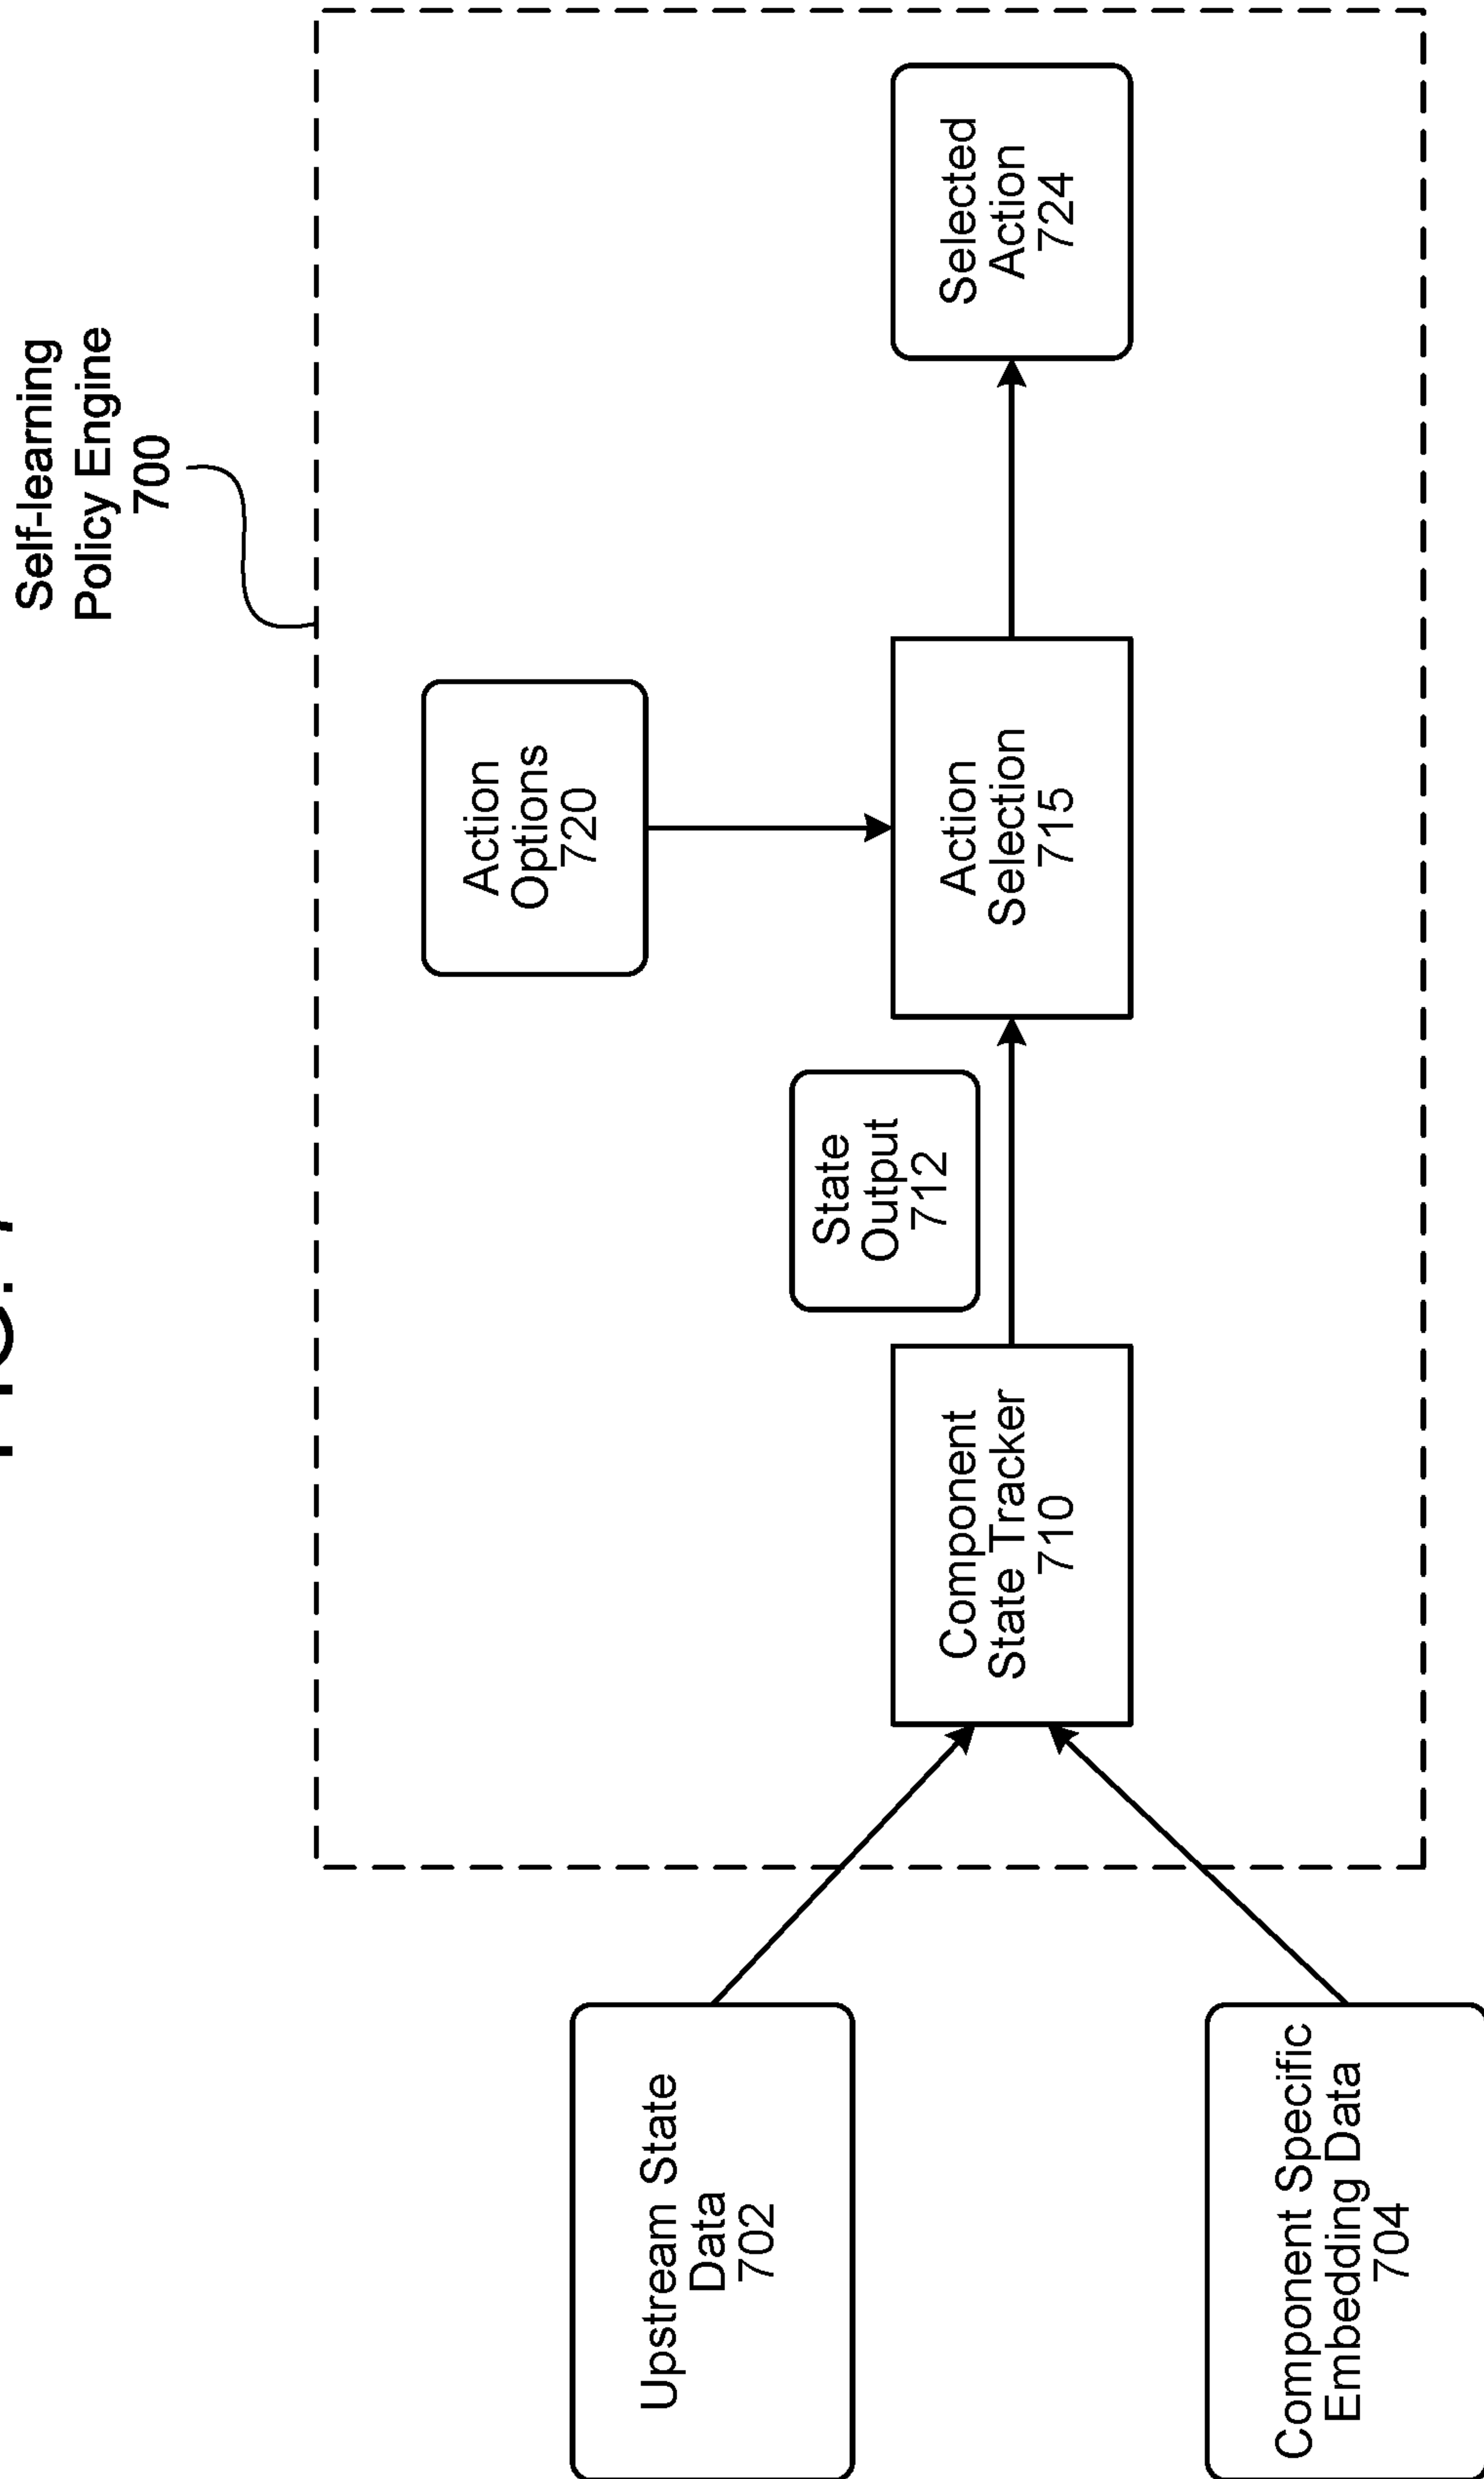 Self-learning
Policy Engine
700
Action
Options
720
Upstream State
Data
702
State
Output
712
Component
State Tracker
710
Action
Selection
715
Selected
Action
724
Component Specific
Embedding Data
704